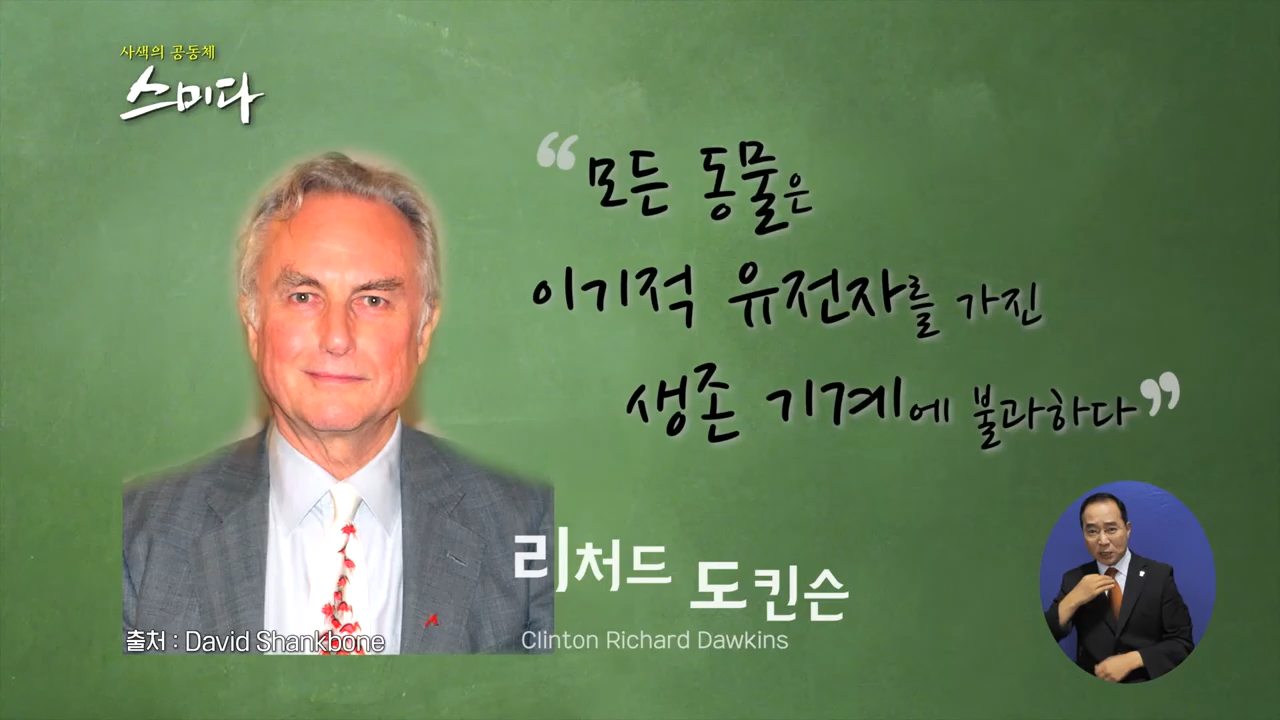 사색의 공동체
스미다
“모든 동물은
이기적 유전자를 가진
생존 기계에 불과하다”
리처드 도킨슨
Clinton Richard Dawkins
출처 : David Shankbone